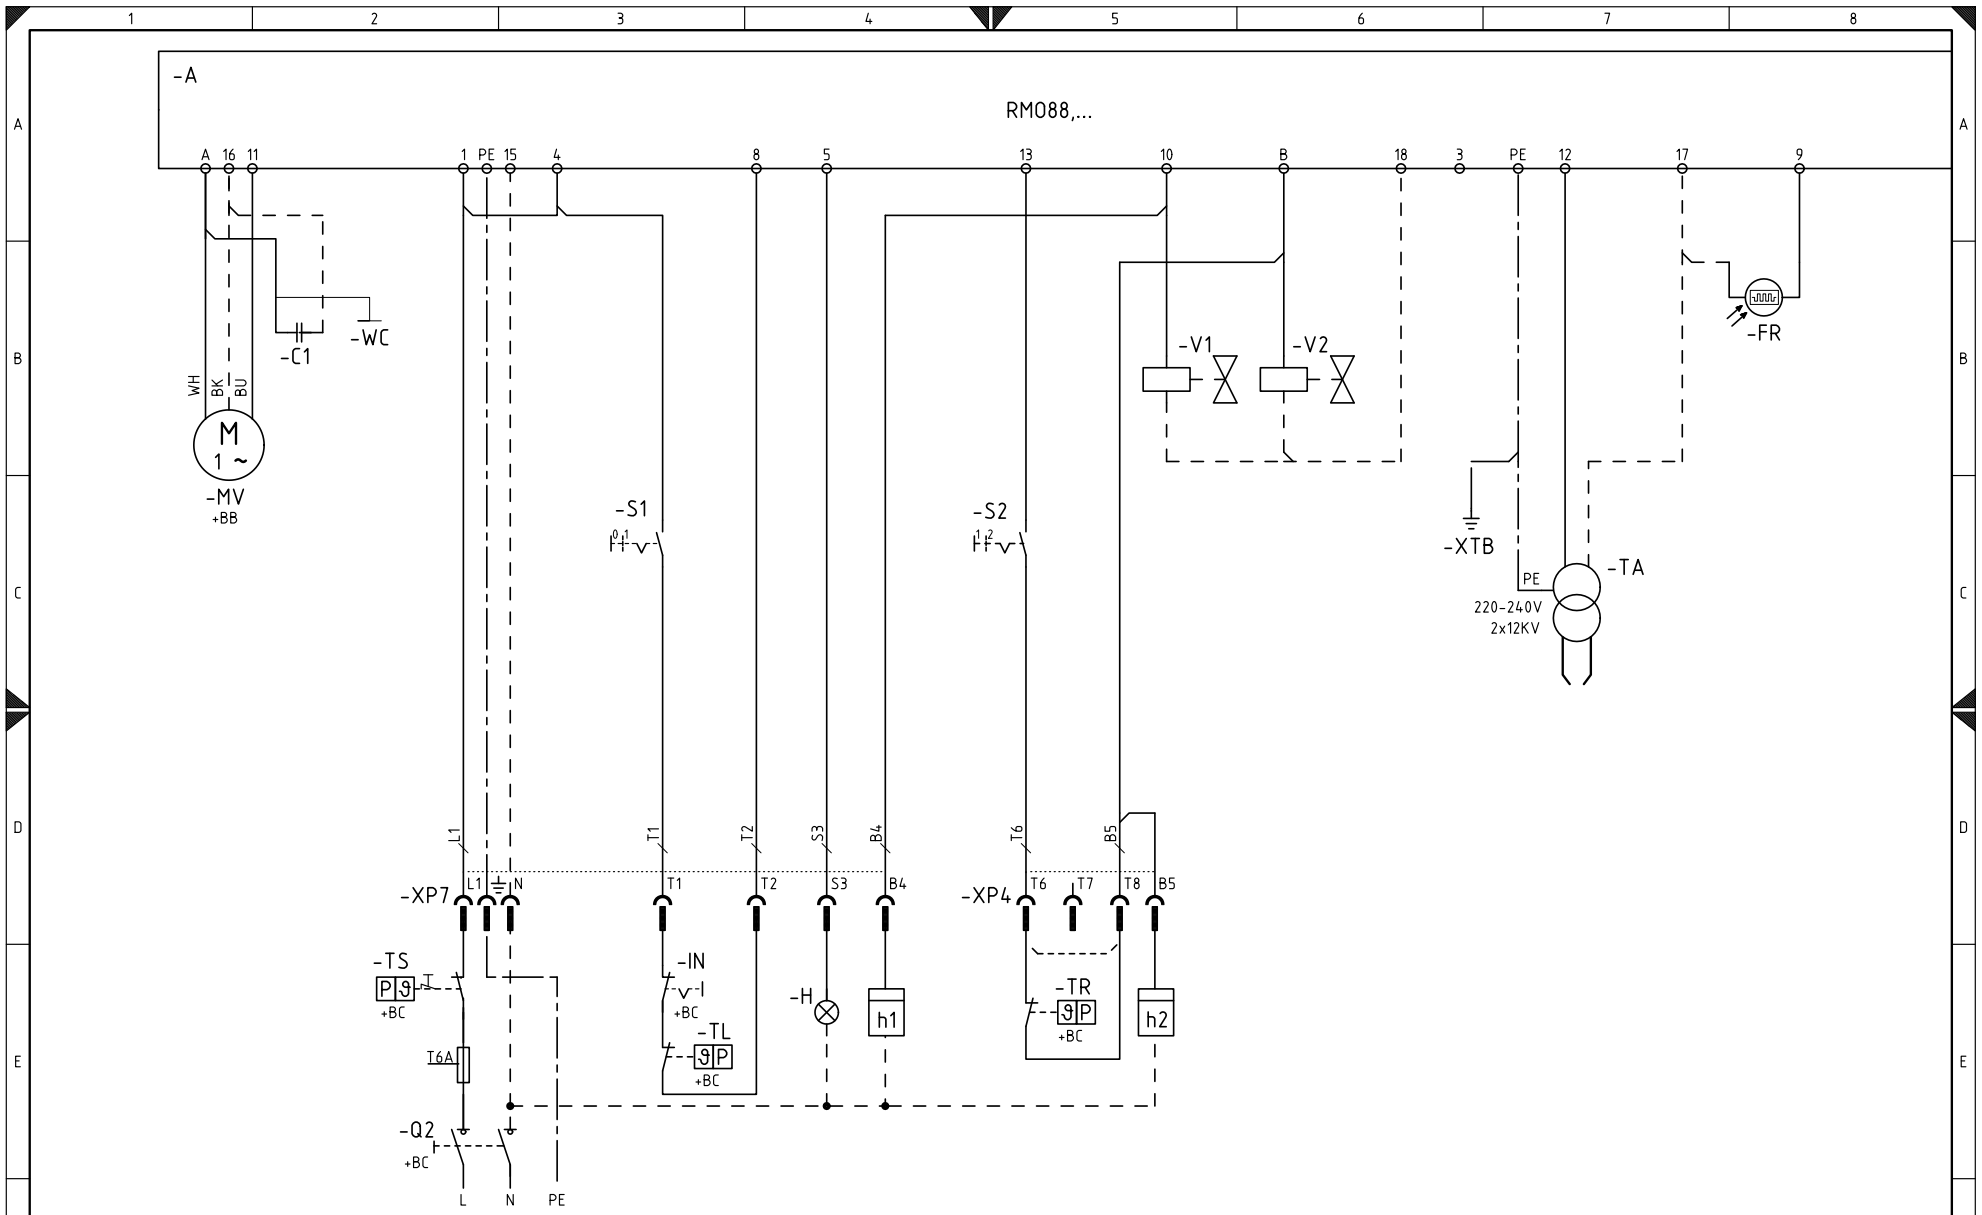 1 2 3 4 5 6 7 8
-A
RMO88,...
A A
A 16 11 1 PE 15 4 8 5 13 10 B 18 3 PE 12 17 9
-WC
-C1
-V1
-V2
-FR
B B
WH BK BU
M
1 ~
-MV
+BB
-S1
0 1
-S2
1 2
-XTB
-TA
PE
220-240V
2x12KV
C C
D D
L1 T1 T2 S3 B4 T6 B5
-XP7 L1 N T1 T2 S3 B4 -XP4 T6 T7 T8 B5
-TS
P ϑ
+BC
-IN
+BC
-TL
ϑ P
+BC
-H
h1
-TR
ϑ P
+BC
h2
T6A
E E
-Q2
+BC
L N PE